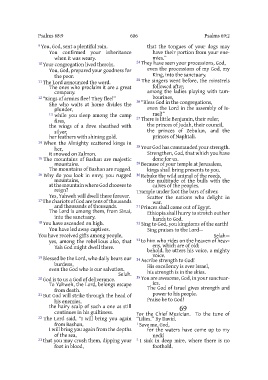 Psalms 68:9
606
Psalms 69:2
9 You, God, sent a plentiful rain.
You confirmed your inheritance
when it was weary.
10 Your congregation lived therein.
You, God, prepared your goodness for
the poor.
11 The Lord announced the word.
The ones who proclaim it are a great
company.
12 "Kings of armies flee! They flee!"
She who waits at home divides the
plunder,
13 while you sleep among the camp
fires,
the wings of a dove sheathed with
silver,
her feathers with shining gold.
14 When the Almighty scattered kings in
her,
it snowed on Zalmon.
15 The mountains of Bashan are majestic
mountains.
The mountains of Bashan are rugged.
16 Why do you look in envy, you rugged
mountains,
at the mountain where God chooses to
reign?
Yes, Yahweh will dwell there forever.
17 The chariots of God are tens of thousands
and thousands of thousands.
The Lord is among them, from Sinai,
into the sanctuary.
18 You have ascended on high.
You have led away captives.
You have received gifts among people,
yes, among the rebellious also, that
Yah God might dwell there.
19 Blessed be the Lord, who daily bears our
burdens,
even the God who is our salvation.
Selah.
20 God is to us a God of deliverance.
To Yahweh, the Lord, belongs escape
from death.
21 But God will strike through the head of
his enemies,
the hairy scalp of such a one as still
continues in his guiltiness.
22 The Lord said, "I will bring you again
from Bashan,
I will bring you again from the depths
of the sea,
23 that you may crush them, dipping your
foot in blood,
that the tongues of your dogs may
have their portion from your ene-
mies."
24 They have seen your processions, God,
even the processions of my God, my
King, into the sanctuary.
25 The singers went before, the minstrels
followed after,
among the ladies playing with tam-
bourines,
26 "Bless God in the congregations,
even the Lord in the assembly of Is-
rael!"
27 There is little Benjamin, their ruler,
the princes of Judah, their council,
the princes of Zebulun, and the
princes of Naphtali.
28 Your God has commanded your strength.
Strengthen, God, that which you have
done for us.
29 Because of your temple at Jerusalem,
kings shall bring presents to you.
30 Rebuke the wild animal of the reeds,
the multitude of the bulls with the
calves of the peoples.
trample under foot the bars of silver.
Scatter the nations who delight in
war.
31 Princes shall come out of Egypt.
Ethiopia shall hurry to stretch out her
hands to God.
32 Sing to God, you kingdoms of the earth!
Sing praises to the Lord—
Selah—
33 to him who rides on the heaven of heav-
ens, which are of old;
behold, he utters his voice, a mighty
voice.
34 Ascribe strength to God!
His excellency is over Israel,
his strength is in the skies.
35 You are awesome, God, in your sanctuar-
ies.
The God of Israel gives strength and
power to his people.
Praise be to God!
69
For the Chief Musician. To the tune of
"Lilies." By David.
1 Save me, God,
for the waters have come up to my
neck!
2 I sink in deep mire, where there is no
foothold.